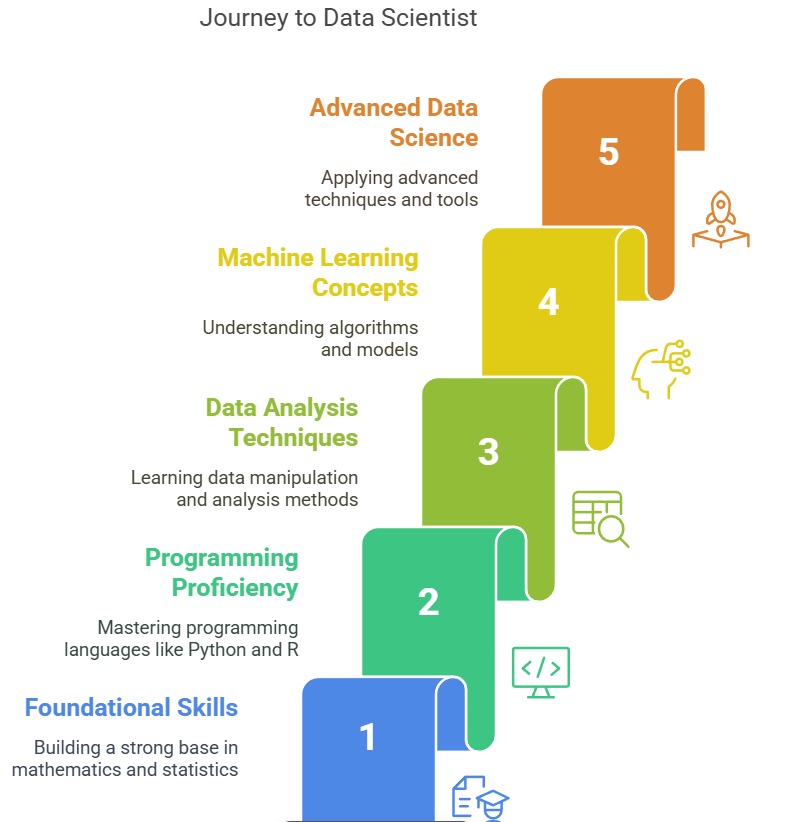 Journey to Data Scientist
Advanced Data
Science
5
Applying advanced
techniques and tools
Machine Learning
Concepts
4
Understanding algorithms
and models
Data Analysis
Techniques
3
Learning data manipulation
and analysis methods
Programming
Proficiency
2
Mastering programming
languages like Python and R
Foundational Skills
1
Building a strong base in
mathematics and statistics